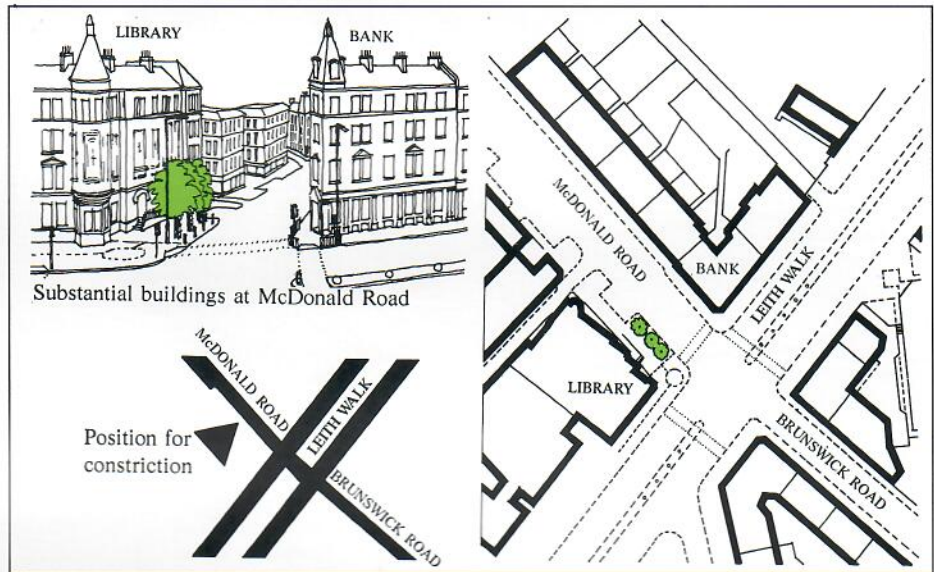 LIBRARY
BANK
Substantial buildings at McDonald Road
McDONALD ROAD
LEITH WALK
Position for
constriction
BRUNSWICK ROAD
McDONALD ROAD
BANK
LEITH WALK
LIBRARY
BRUNSWICK ROAD